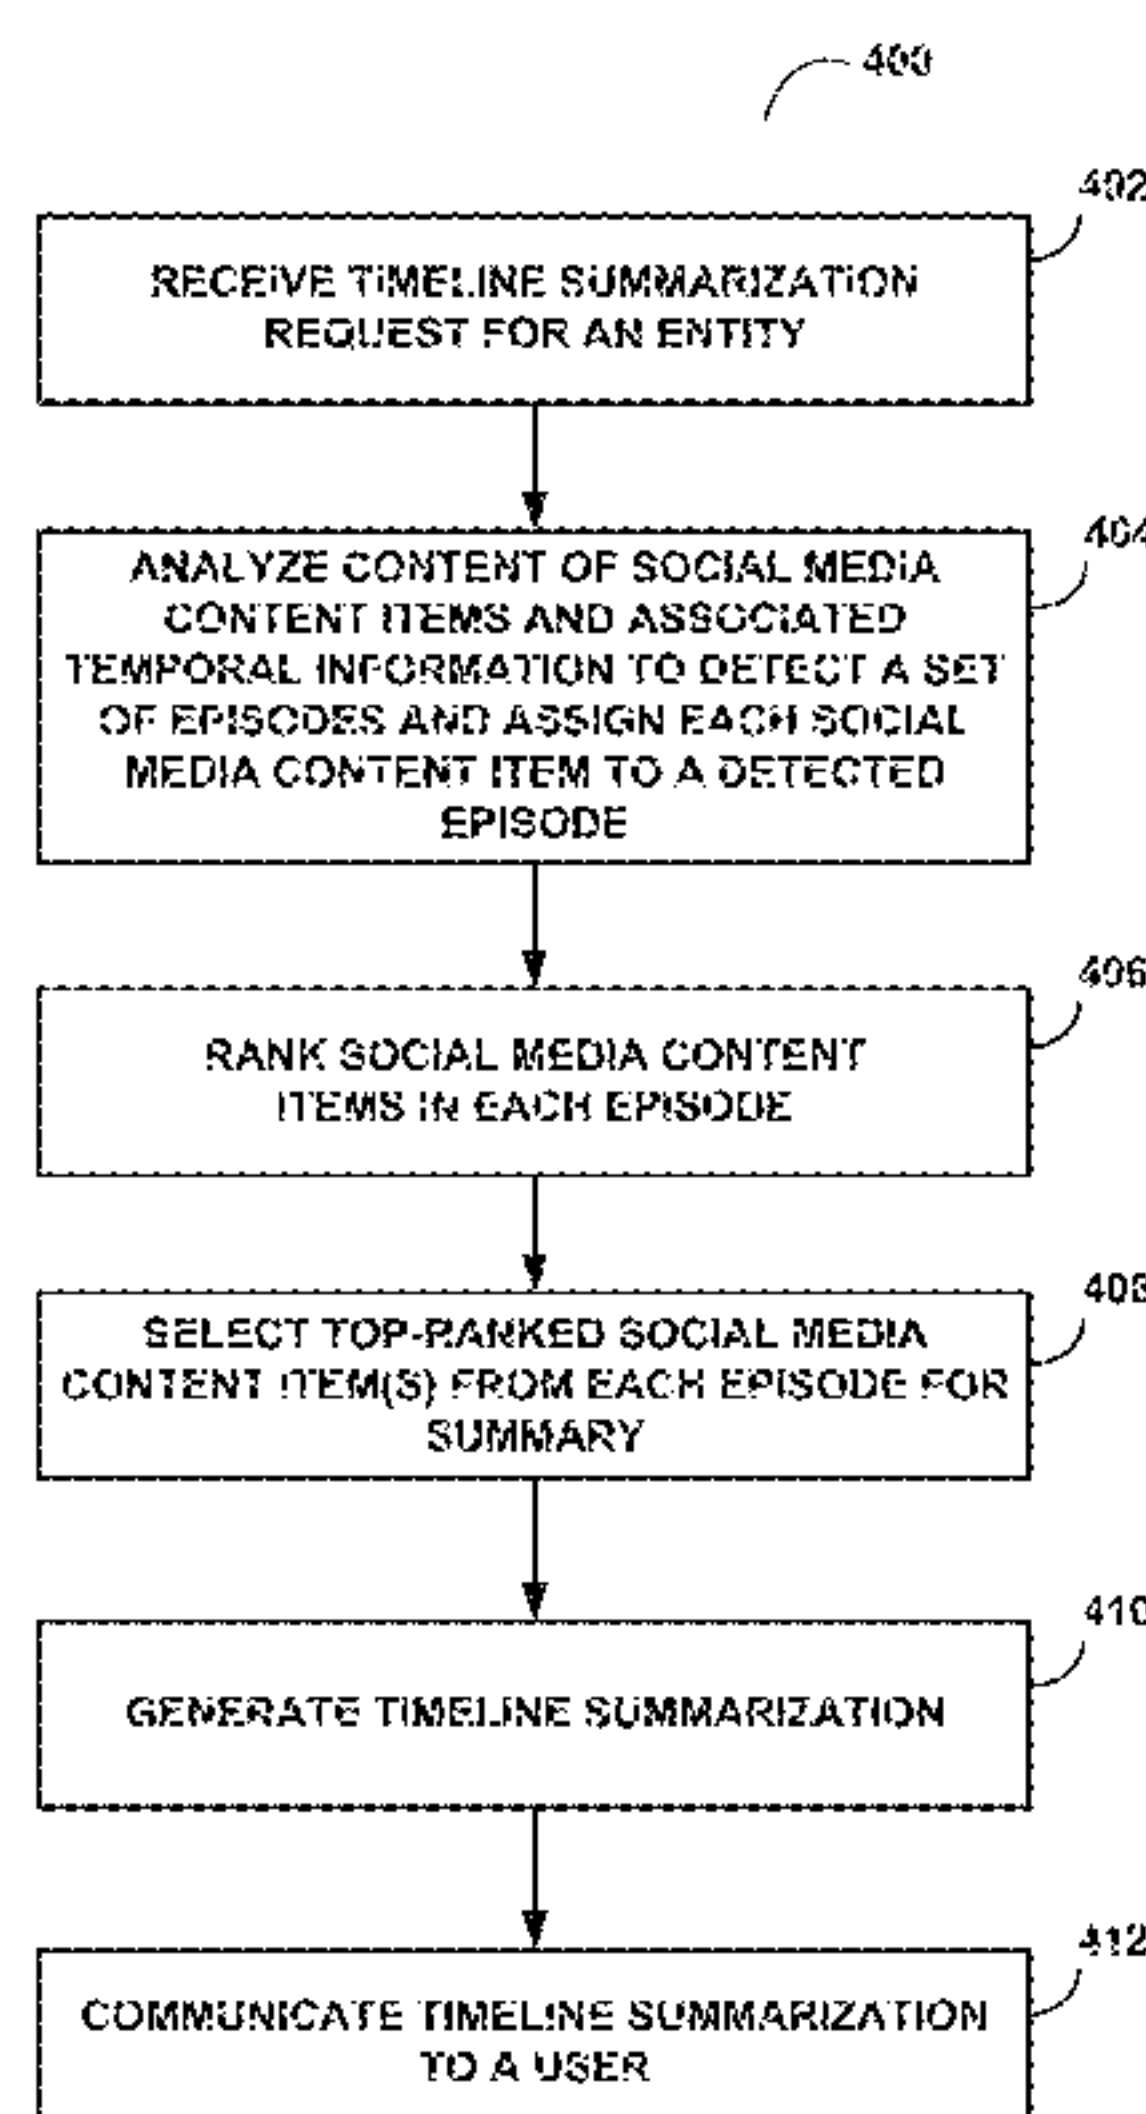 400
402
RECEIVE TIMELINE SUMMARIZATION
REQUEST FOR AN ENTITY
404
ANALYZE CONTENT OF SOCIAL MEDIA
CONTENT ITEMS AND ASSOCIATED
TEMPORAL INFORMATION TO DETECT A SET
OF EPISODES AND ASSIGN EACH SOCIAL
MEDIA CONTENT ITEM TO A DETECTED
EPISODE
406
RANK SOCIAL MEDIA CONTENT
ITEMS IN EACH EPISODE
408
SELECT TOP-RANKED SOCIAL MEDIA
CONTENT ITEM(S) FROM EACH EPISODE FOR
SUMMARY
410
GENERATE TIMELINE SUMMARIZATION
412
COMMUNICATE TIMELINE SUMMARIZATION
TO A USER